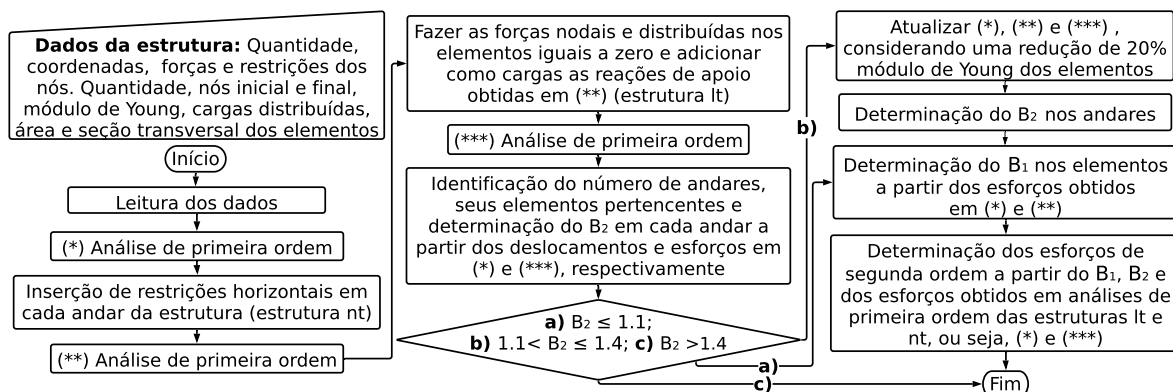 Dados da estrutura: Quantidade,
coordenadas, forças e restrições dos
nós. Quantidade, nós inicial e final,
módulo de Young, cargas distribuídas,
área e seção transversal dos elementos
Início
Leitura dos dados
(*) Análise de primeira ordem
Inserção de restrições horizontais em
cada andar da estrutura (estrutura nt)
(**) Análise de primeira ordem
Fazer as forças nodais e distribuídas nos
elementos iguais a zero e adicionar
como cargas as reações de apoio
obtidas em (**) (estrutura lt)
(***) Análise de primeira ordem
Identificação do número de andares,
seus elementos pertencentes e
determinação do B₂ em cada andar a
partir dos deslocamentos e esforços em
(*) e (***), respectivamente
a) B₂ ≤ 1.1;
b) 1.1< B₂ ≤ 1.4; c) B₂ >1.4
a)
c)
b)
Atualizar (*), (**) e (***) ,
considerando uma redução de 20%
módulo de Young dos elementos
Determinação do B₂ nos andares
Determinação do B₁ nos elementos
a partir dos esforços obtidos
em (*) e (**)
Determinação dos esforços de
segunda ordem a partir do B₁, B₂ e
dos esforços obtidos em análises de
primeira ordem das estruturas lt e
nt, ou seja, (*) e (***)
Fim